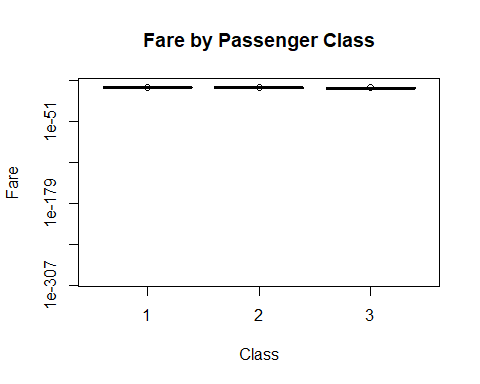 Fare by Passenger Class
Fare
1e-51
1e-179
1e-307
1
2
3
Class